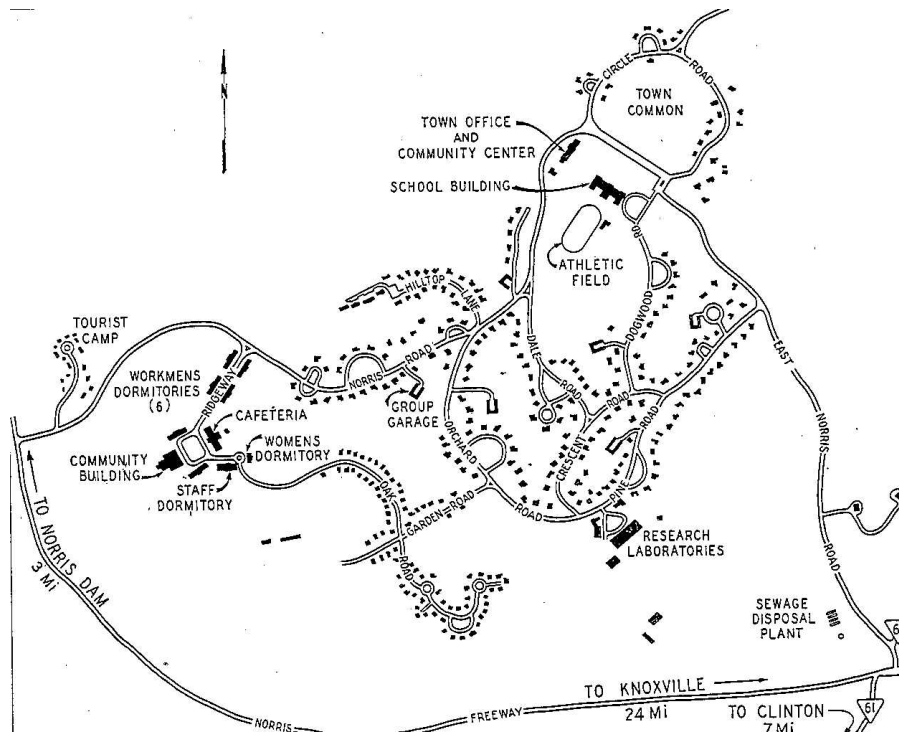 N
CIRCLE ROAD
TOWN
COMMON
TOWN OFFICE
AND
COMMUNITY CENTER
SCHOOL BUILDING
RD
ATHLETIC
FIELD
HILLTOP
LANE
DOGWOOD
TOURIST
CAMP
WORKMENS
DORMITORIES
(6)
RIDGEWAY
NORRIS ROAD
DALE ROAD
ROAD
EAST NORRIS ROAD
GROUP
GARAGE
CAFETERIA
WOMENS
DORMITORY
COMMUNITY
BUILDING
STAFF
DORMITORY
ORCHARD ROAD
CRESCENT
PINE ROAD
OAK ROAD
GARDEN ROAD
RESEARCH
LABORATORIES
TO NORRIS DAM
3 Mi
SEWAGE
DISPOSAL
PLANT
NORRIS FREEWAY
TO KNOXVILLE
24 Mi
TO CLINTON
7 Mi
61